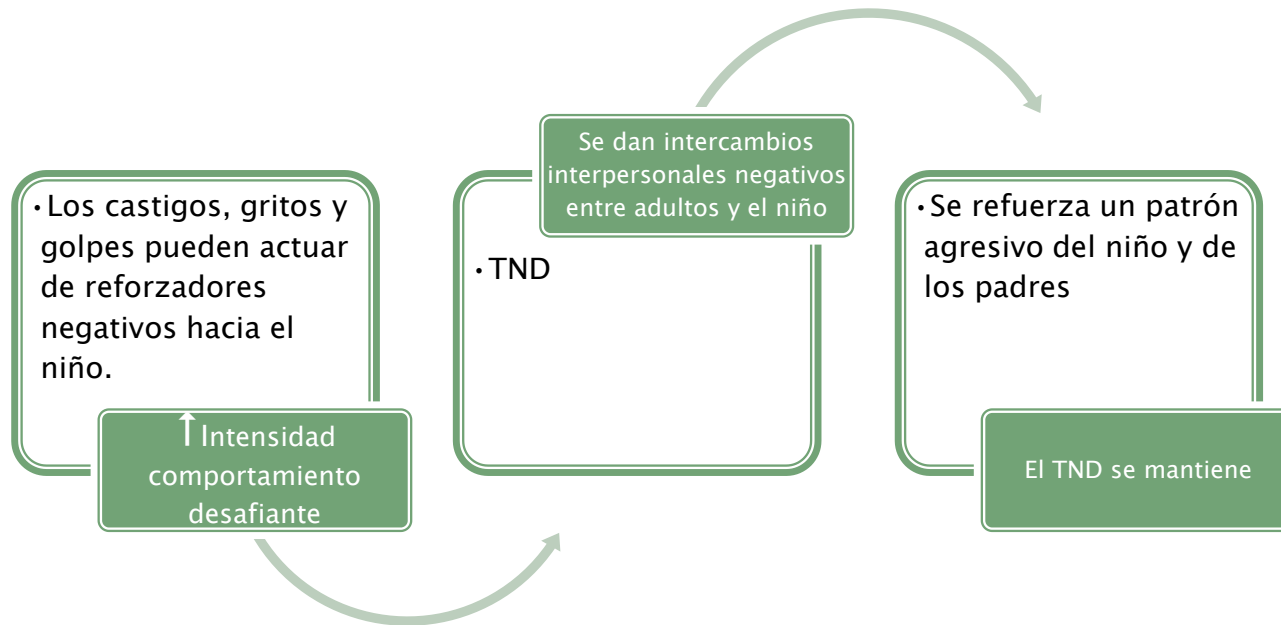 ·Los castigos, gritos y
golpes pueden actuar
de reforzadores
negativos hacia el
niño.
↑Intensidad
comportamiento
desafiante
Se dan intercambios
interpersonales negativos
entre adultos y el niño
·TND
·Se refuerza un patrón
agresivo del niño y de
los padres
El TND se mantiene